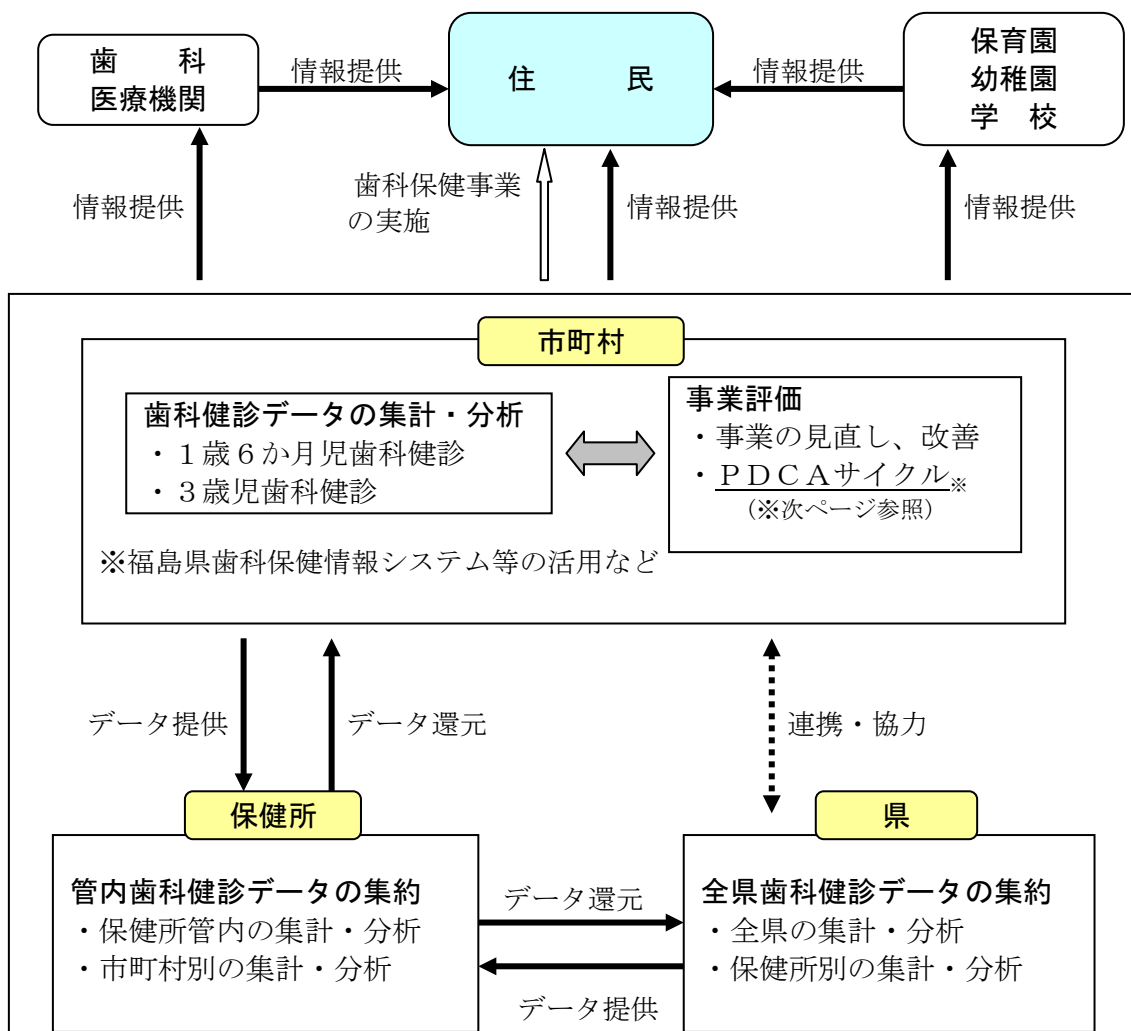 歯　　科
医療機関
情報提供
住　　　民
情報提供
保育園
幼稚園
学　校
情報提供
歯科保健事業
の実施
情報提供
情報提供
市町村
歯科健診データの集計・分析
・１歳６か月児歯科健診
・３歳児歯科健診
事業評価
・事業の見直し、改善
・ＰＤＣＡサイクル※
（※次ページ参照）
※福島県歯科保健情報システム等の活用など
データ提供
データ還元
連携・協力
保健所
管内歯科健診データの集約
・保健所管内の集計・分析
・市町村別の集計・分析
データ還元
データ提供
県
全県歯科健診データの集約
・全県の集計・分析
・保健所別の集計・分析